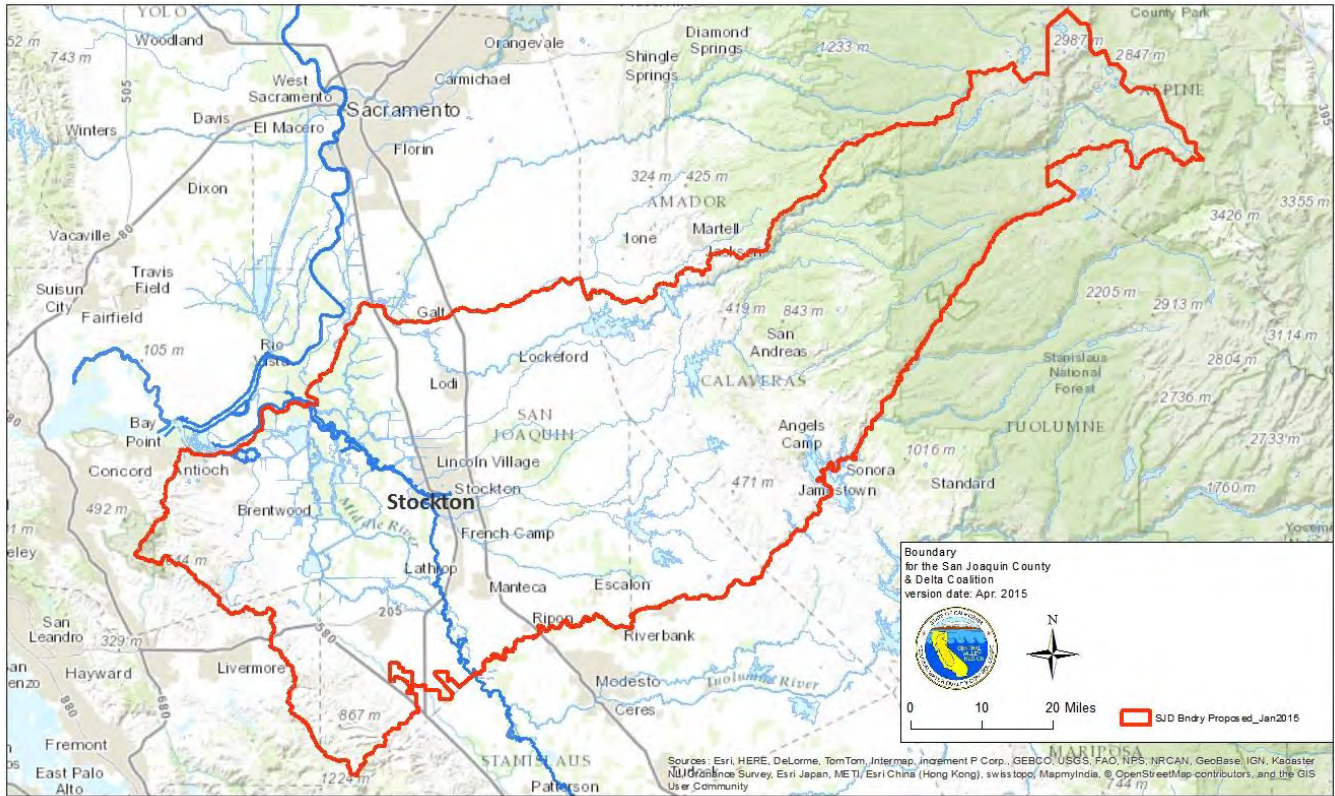 YOLO
Woodland
Orangevale
Diamond
Springs
Shingle
Springs
County Park
1233 m
2987 m
2847 m
743 m
505
West
Sacramento
Carmichael
Sacramento
ALPINE
395
Winters
Davis
El Macero
Florin
Dixon
324 m
425 m
AMADOR
3355 m
3426 m
Vacaville
80
Ione
Martell
Jackson
Travis
Field
Suisun
City
Fairfield
Galt
419 m
843 m
2205 m
2913 m
3114 m
105 m
Rio
Vista
Lockeford
San
Andreas
Stanislaus
National
Forest
2804 m
Lodi
CALAVERAS
2736 m
Bay
Point
SAN
JOAQUIN
Angels
Camp
TUOLUMNE
2733 m
Concord
Antioch
Lincoln Village
1016 m
Sonora
Stockton
Stockton
471 m
Jamestown
Standard
1760 m
492 m
Brentwood
Middle River
French Camp
Lathrop
Manteca
Escalon
205
Ripon
San
Leandro
329 m
580
Riverbank
Hayward
Livermore
680
Modesto
Tuolumne River
Ceres
880
867 m
Fremont
STANISLAUS
East Palo
Alto
1224 m
Patterson
MARIPOSA
744 m
Boundary
for the San Joaquin County
& Delta Coalition
version date: Apr. 2015
N
0 10 20 Miles
SJD Bndry Proposed_Jan2015
Sources: Esri, HERE, DeLorme, TomTom, Intermap, increment P Corp., GEBCO, USGS, FAO, NPS, NRCAN, GeoBase, IGN, Kadaster
NL, Ordnance Survey, Esri Japan, METI, Esri China (Hong Kong), swisstopo, MapmyIndia, © OpenStreetMap contributors, and the GIS
User Community